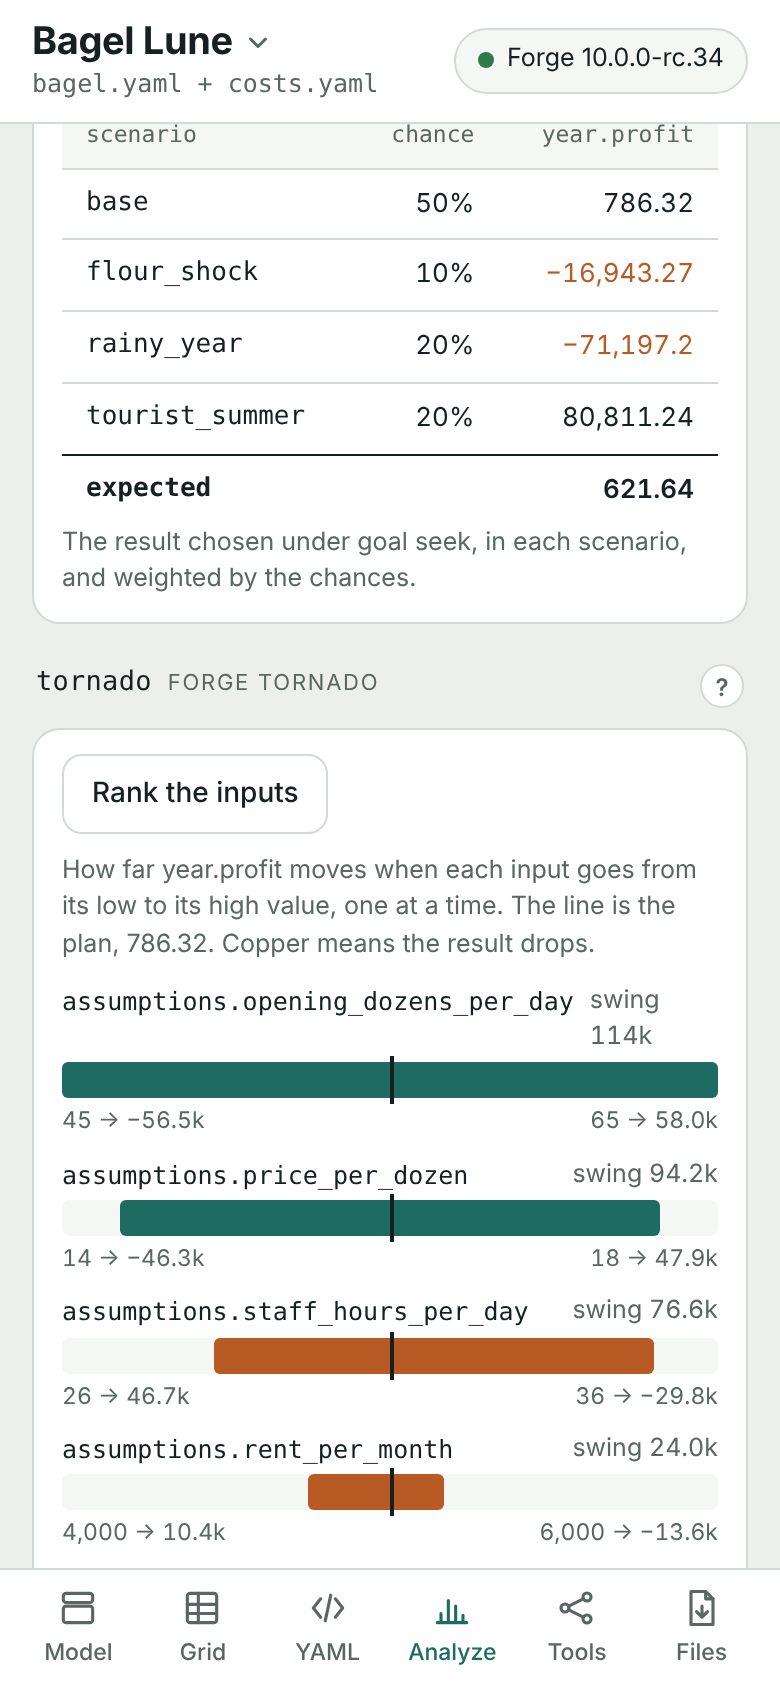 Bagel Lune
bagel.yaml + costs.yaml
Forge 10.0.0-rc.34
scenario chance year.profit
base 50% 786.32
flour_shock 10% −16,943.27
rainy_year 20% −71,197.2
tourist_summer 20% 80,811.24
expected 621.64
The result chosen under goal seek, in each scenario,
and weighted by the chances.
tornado FORGE TORNADO ?
Rank the inputs
How far year.profit moves when each input goes from
its low to its high value, one at a time. The line is the
plan, 786.32. Copper means the result drops.
assumptions.opening_dozens_per_day swing
114k
45 → −56.5k 65 → 58.0k
assumptions.price_per_dozen swing 94.2k
14 → −46.3k 18 → 47.9k
assumptions.staff_hours_per_day swing 76.6k
26 → 46.7k 36 → −29.8k
assumptions.rent_per_month swing 24.0k
4,000 → 10.4k 6,000 → −13.6k
Model Grid YAML Analyze Tools Files